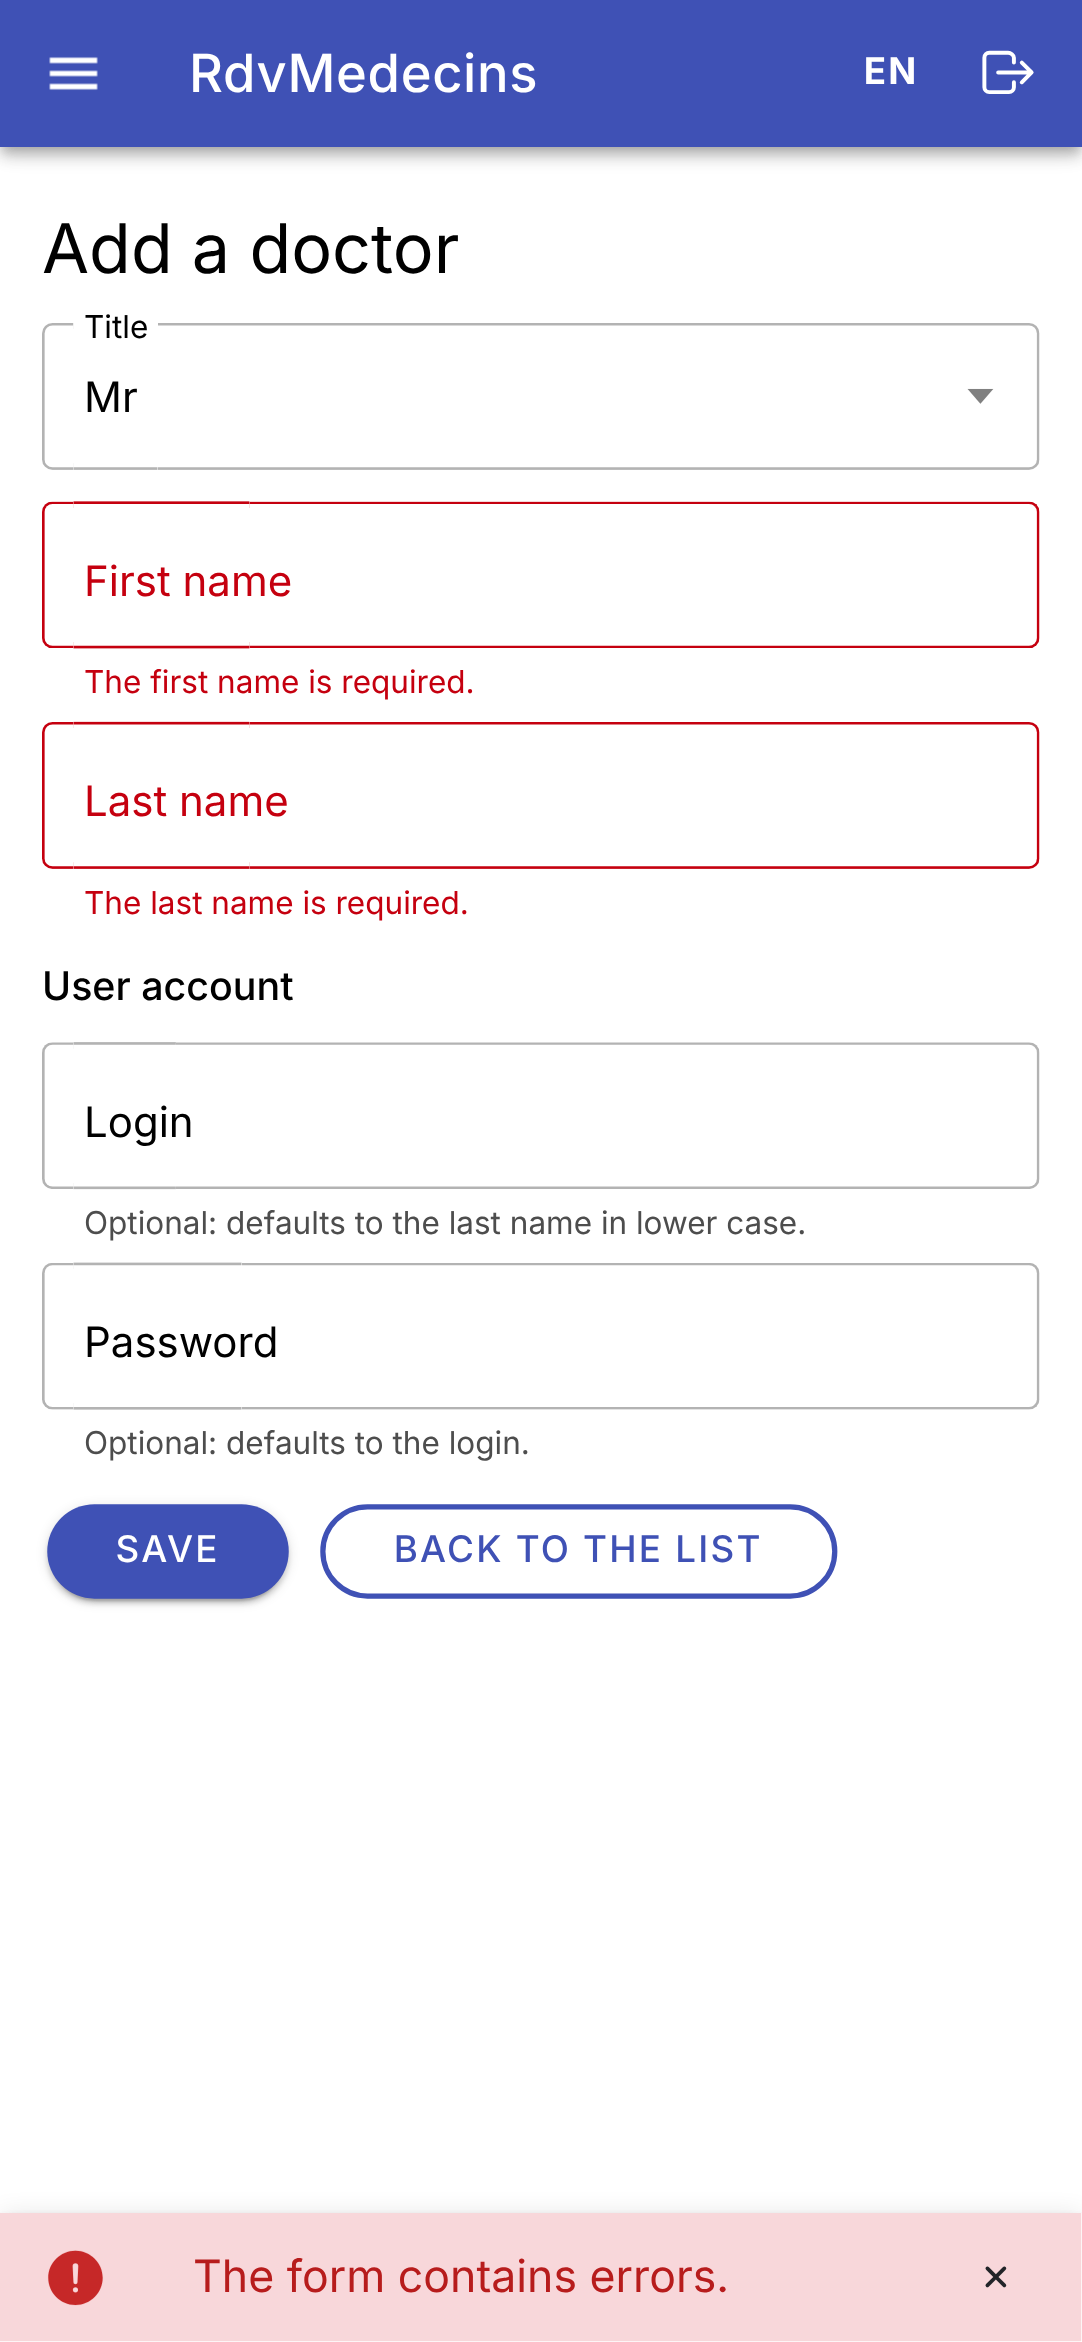 RdvMedecins
EN
Add a doctor
Title
Mr
First name
The first name is required.
Last name
The last name is required.
User account
Login
Optional: defaults to the last name in lower case.
Password
Optional: defaults to the login.
SAVE
BACK TO THE LIST
The form contains errors.